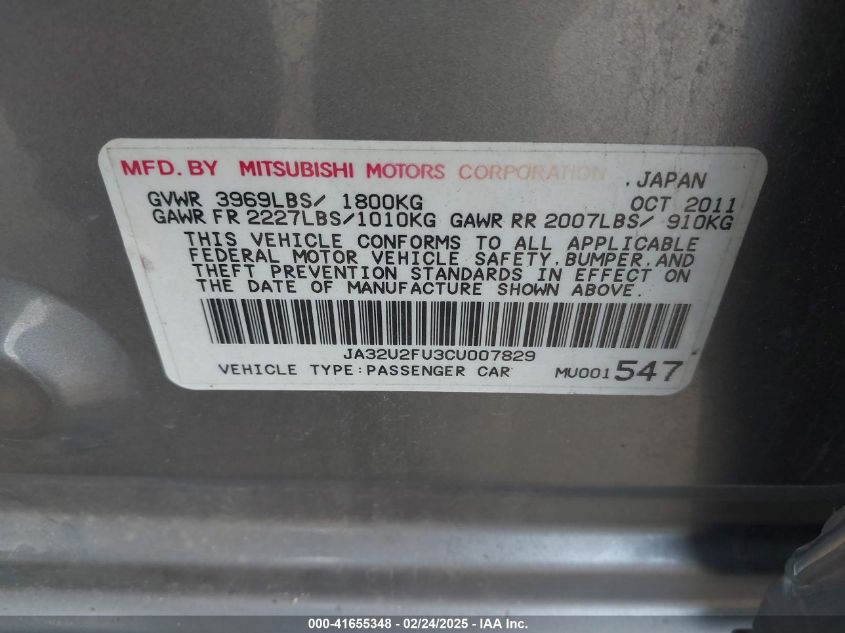 MFD. BY MITSUBISHI MOTORS CORPORATION
JAPAN
GVWR 3969LBS/ 1800KG OCT 2011
GAWR FR 2227LBS/1010KG GAWR RR 2007LBS/ 910KG
THIS VEHICLE CONFORMS TO ALL APPLICABLE
FEDERAL MOTOR VEHICLE SAFETY, BUMPER, AND
THEFT PREVENTION STANDARDS IN EFFECT ON
THE DATE OF MANUFACTURE SHOWN ABOVE.
JA32U2FU3CU007829
VEHICLE TYPE:PASSENGER CAR MU001547
000-41655348 - 02/24/2025 - IAA Inc.